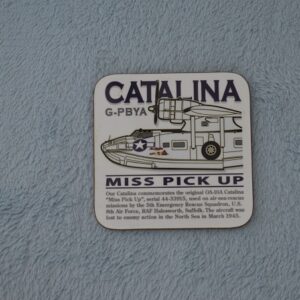 CATALINA
G-PBYA
MISS PICK UP
Our Catalina commemorates the original OA-10A Catalina
"Miss Pick Up", serial 44-33915, used on air-sea-rescue
missions by the 5th Emergency Rescue Squadron, U.S.
8th Air Force, RAF Halesworth, Suffolk. The aircraft was
lost to enemy action in the North Sea in March 1945.